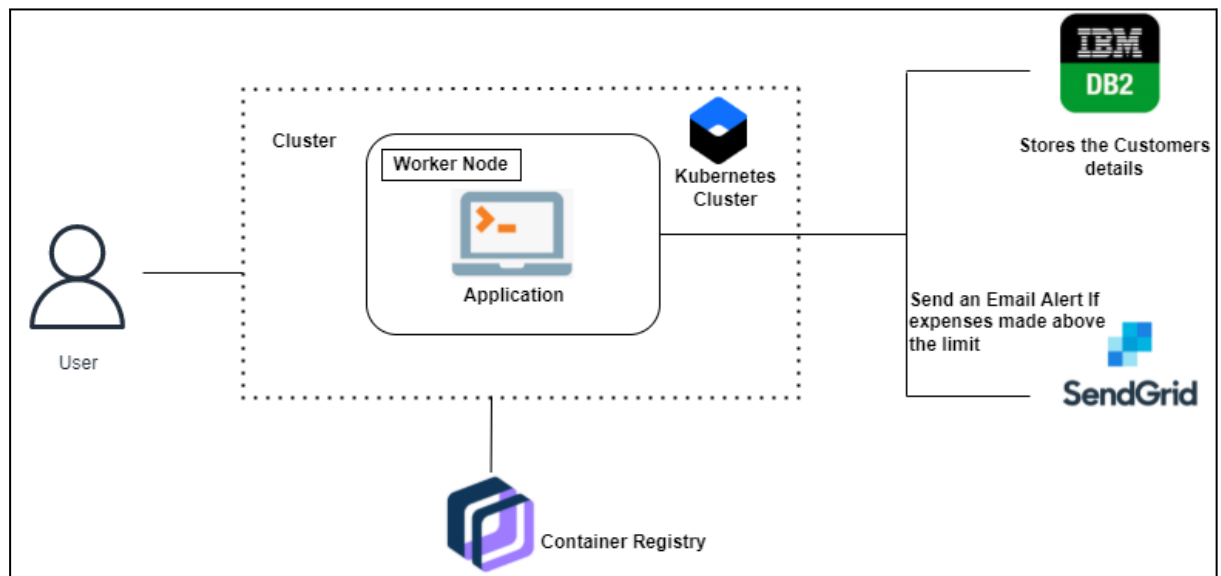 IBM
DB2
Stores the Customers
details
Cluster
Worker Node
Kubernetes
Cluster
Application
User
Send an Email Alert If
expenses made above
the limit
SendGrid
Container Registry